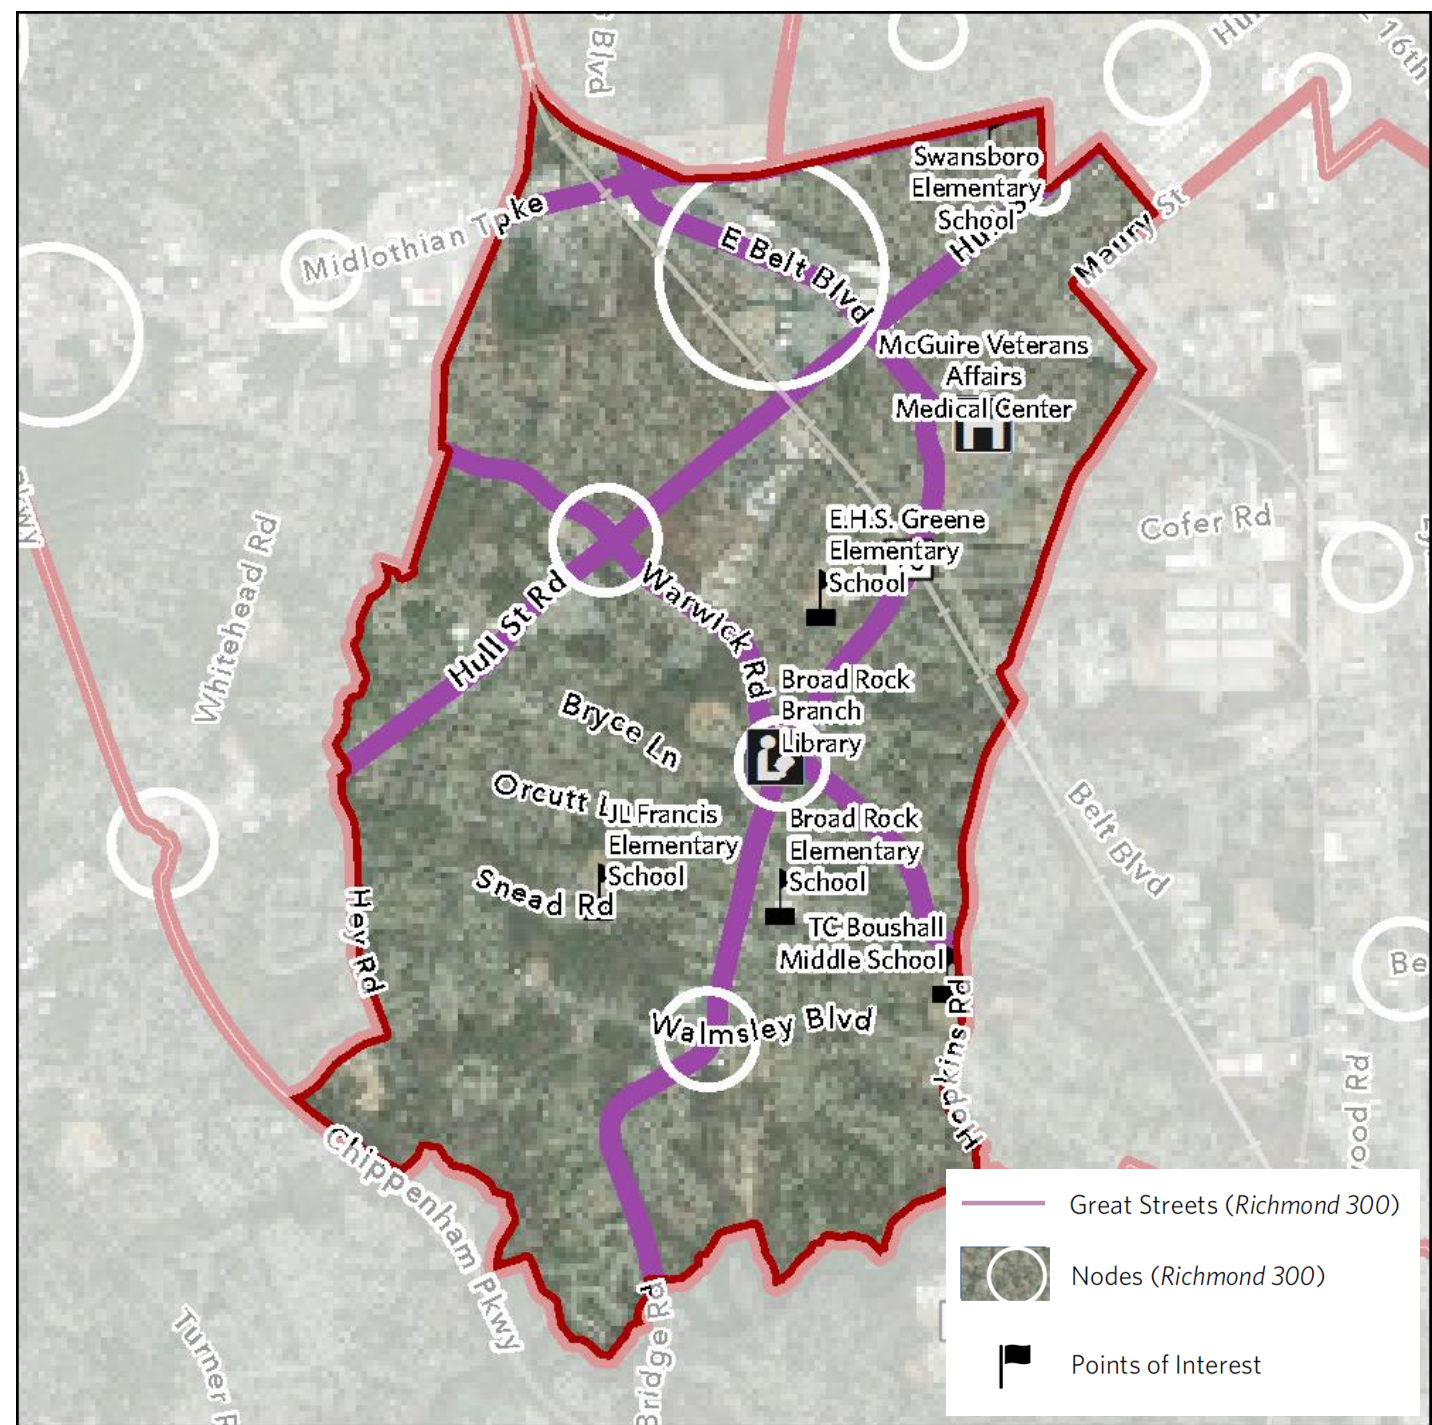 Blvd
16th
Swansboro
Elementary
School
Maury St
Midlothian Tpke
E Belt Blvd
McGuire Veterans
Affairs
Medical Center
E.H.S. Greene
Elementary
School
Cofer Rd
Whitehead Rd
Hull St Rd
Warwick Rd
Broad Rock
Branch
Library
Bryce Ln
Orcutt
JL Francis
Elementary
School
Broad Rock
Elementary
School
Belt Blvd
Snead Rd
TC Boushall
Middle School
Hey Rd
Walmsley Blvd
Hopkins Rd
Chippenham Pkwy
Turner
Bridge Rd
Great Streets (Richmond 300)
Nodes (Richmond 300)
Points of Interest